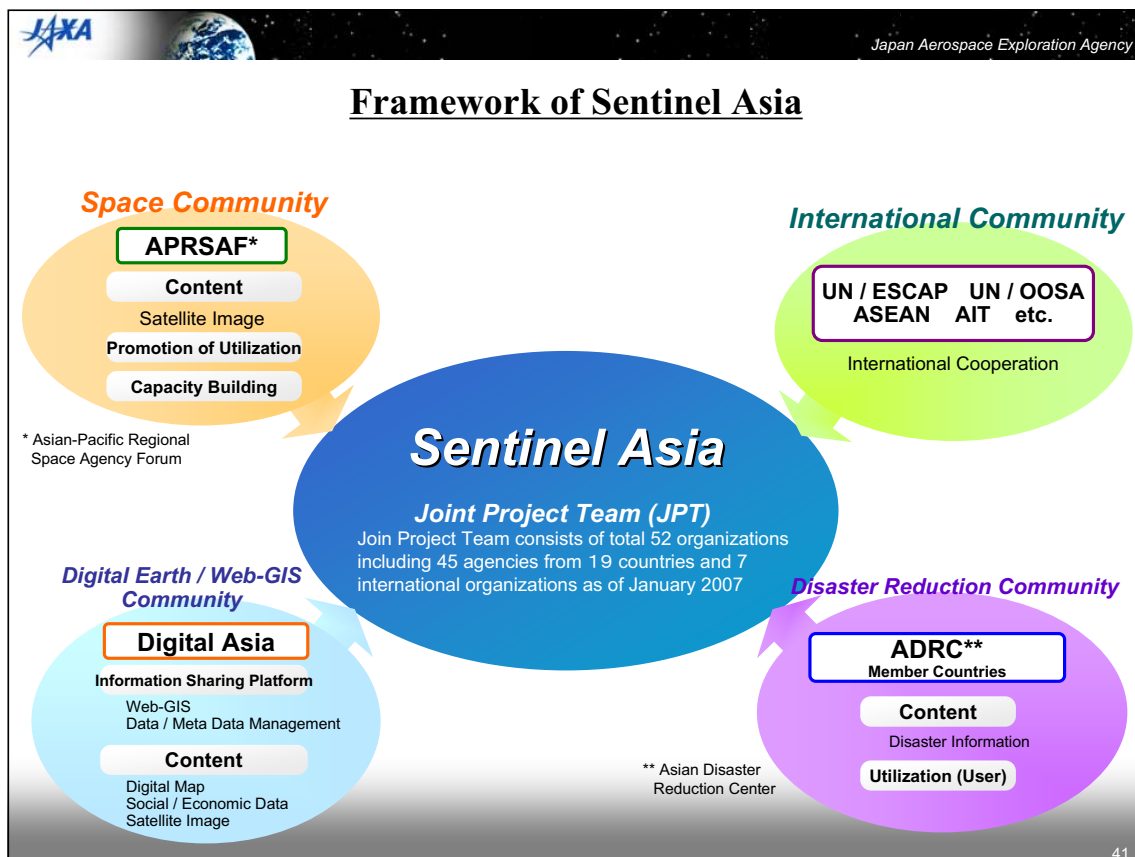 JAXA
Japan Aerospace Exploration Agency
Framework of Sentinel Asia
Space Community
APRSAF*
Content
Satellite Image
Promotion of Utilization
Capacity Building
* Asian-Pacific Regional
Space Agency Forum
International Community
UN / ESCAP UN / OOSA
ASEAN AIT etc.
International Cooperation
Sentinel Asia
Joint Project Team (JPT)
Join Project Team consists of total 52 organizations
including 45 agencies from 19 countries and 7
international organizations as of January 2007
Digital Earth / Web-GIS
Community
Digital Asia
Information Sharing Platform
Web-GIS
Data / Meta Data Management
Content
Digital Map
Social / Economic Data
Satellite Image
Disaster Reduction Community
ADRC**
Member Countries
Content
Disaster Information
Utilization (User)
** Asian Disaster
Reduction Center
41